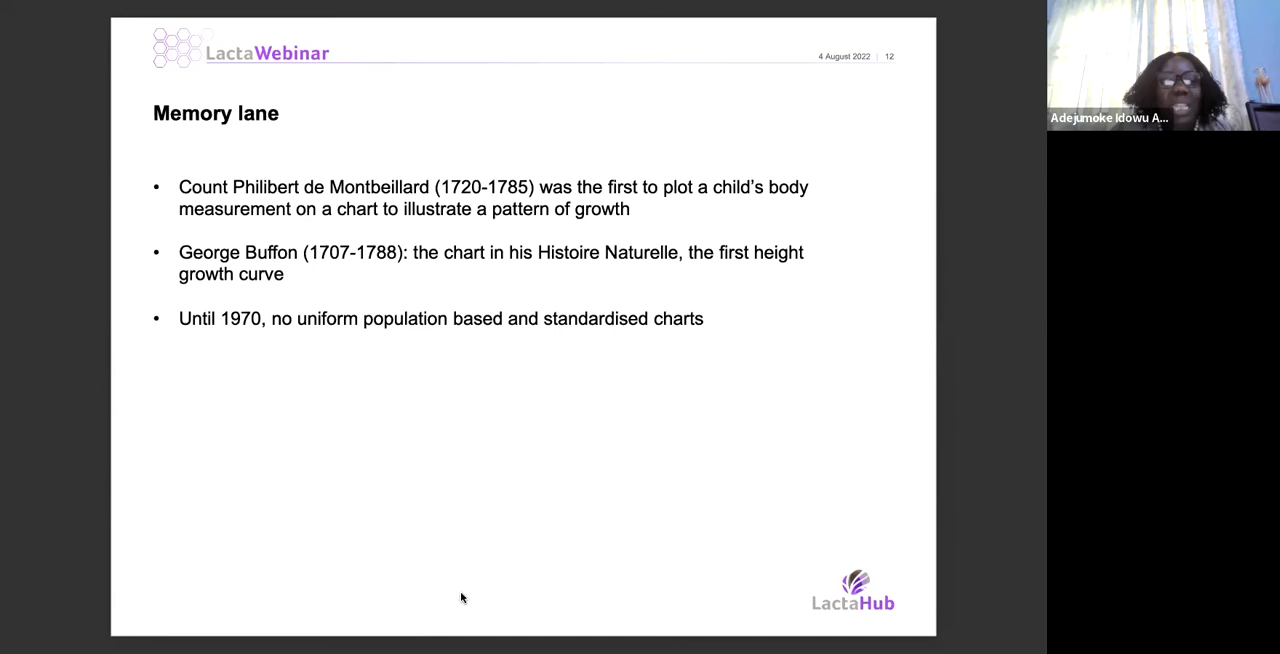 LactaWebinar
4 August 2022 | 12
Memory lane
• Count Philibert de Montbeillard (1720-1785) was the first to plot a child’s body
measurement on a chart to illustrate a pattern of growth
• George Buffon (1707-1788): the chart in his Histoire Naturelle, the first height
growth curve
• Until 1970, no uniform population based and standardised charts
LactaHub
Adejumoke Idowu A...